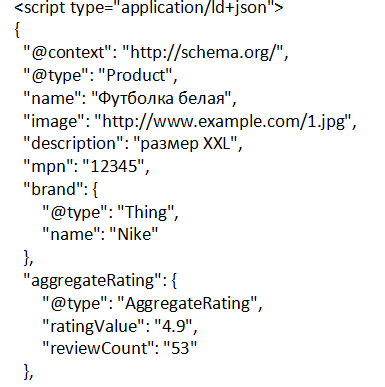 <script type="application/ld+json">
{
"@context": "http://schema.org/",
"@type": "Product",
"name": "Футболка белая",
"image": "http://www.example.com/1.jpg",
"description": "размер XXL",
"mpn": "12345",
"brand": {
"@type": "Thing",
"name": "Nike"
},
"aggregateRating": {
"@type": "AggregateRating",
"ratingValue": "4.9",
"reviewCount": "53"
},